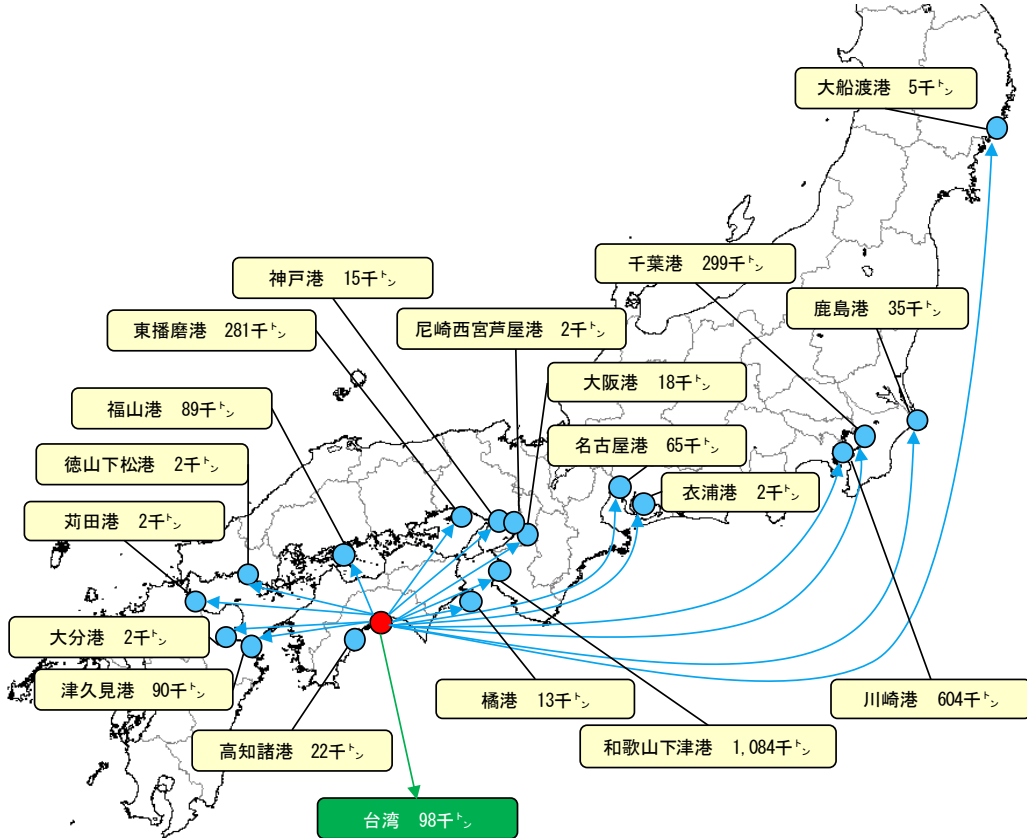 大船渡港 5千㌧
神戸港 15千㌧
千葉港 299千㌧
東播磨港 281千㌧
尼崎西宮芦屋港 2千㌧
鹿島港 35千㌧
大阪港 18千㌧
福山港 89千㌧
名古屋港 65千㌧
徳山下松港 2千㌧
衣浦港 2千㌧
苅田港 2千㌧
大分港 2千㌧
津久見港 90千㌧
橘港 13千㌧
川崎港 604千㌧
高知諸港 22千㌧
和歌山下津港 1,084千㌧
台湾 98千㌧